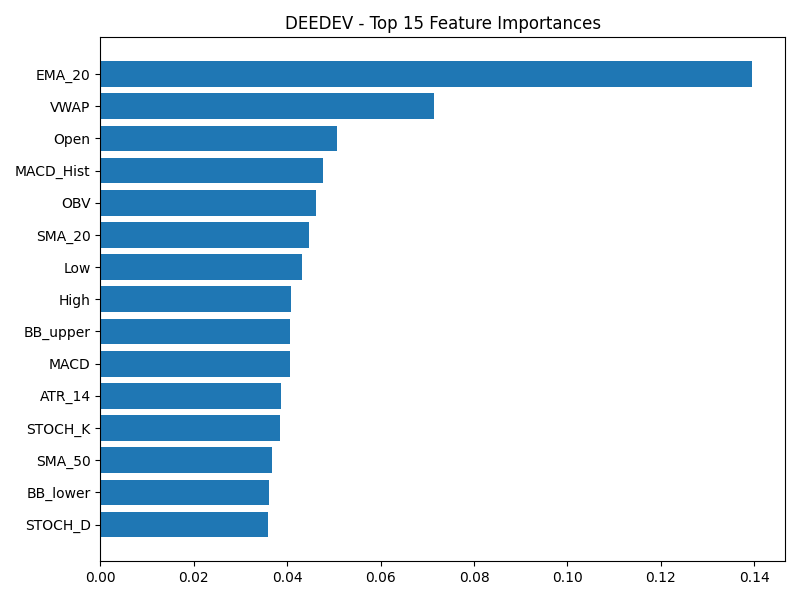 DEEDEV - Top 15 Feature Importances
EMA_20
VWAP
Open
MACD_Hist
OBV
SMA_20
Low
High
BB_upper
MACD
ATR_14
STOCH_K
SMA_50
BB_lower
STOCH_D
0.00 0.02 0.04 0.06 0.08 0.10 0.12 0.14